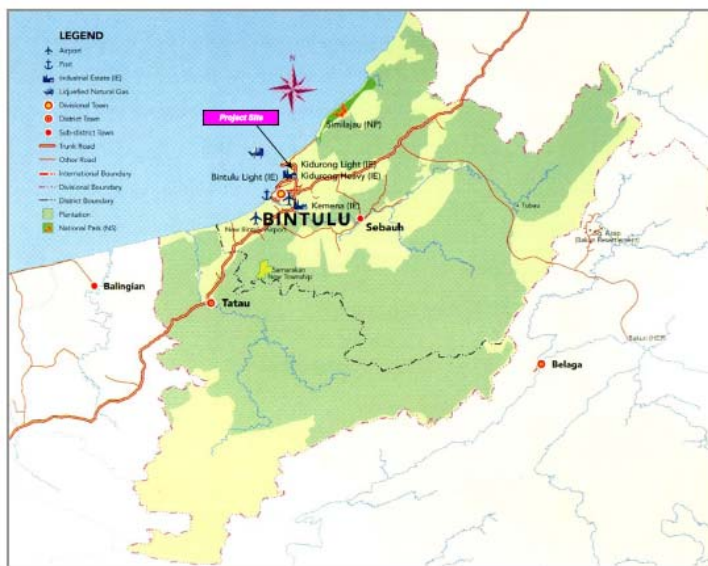 LEGEND
Airport
Port
Industrial Estate (IE)
Liquefied Natural Gas
Divisional Town
District Town
Sub-district Town
Trunk Road
Other Road
International Boundary
Divisional Boundary
District Boundary
Plantation
National Park (NS)
N
Project Site
Similajau (NP)
Kidurong Light (IE)
Kidurong Heavy (IE)
Bintulu Light (IE)
Kemena (IE)
BINTULU
Sebauh
Tubau
New Bintulu Airport
Samarakan
New Township
Balingian
Tatau
Belaga